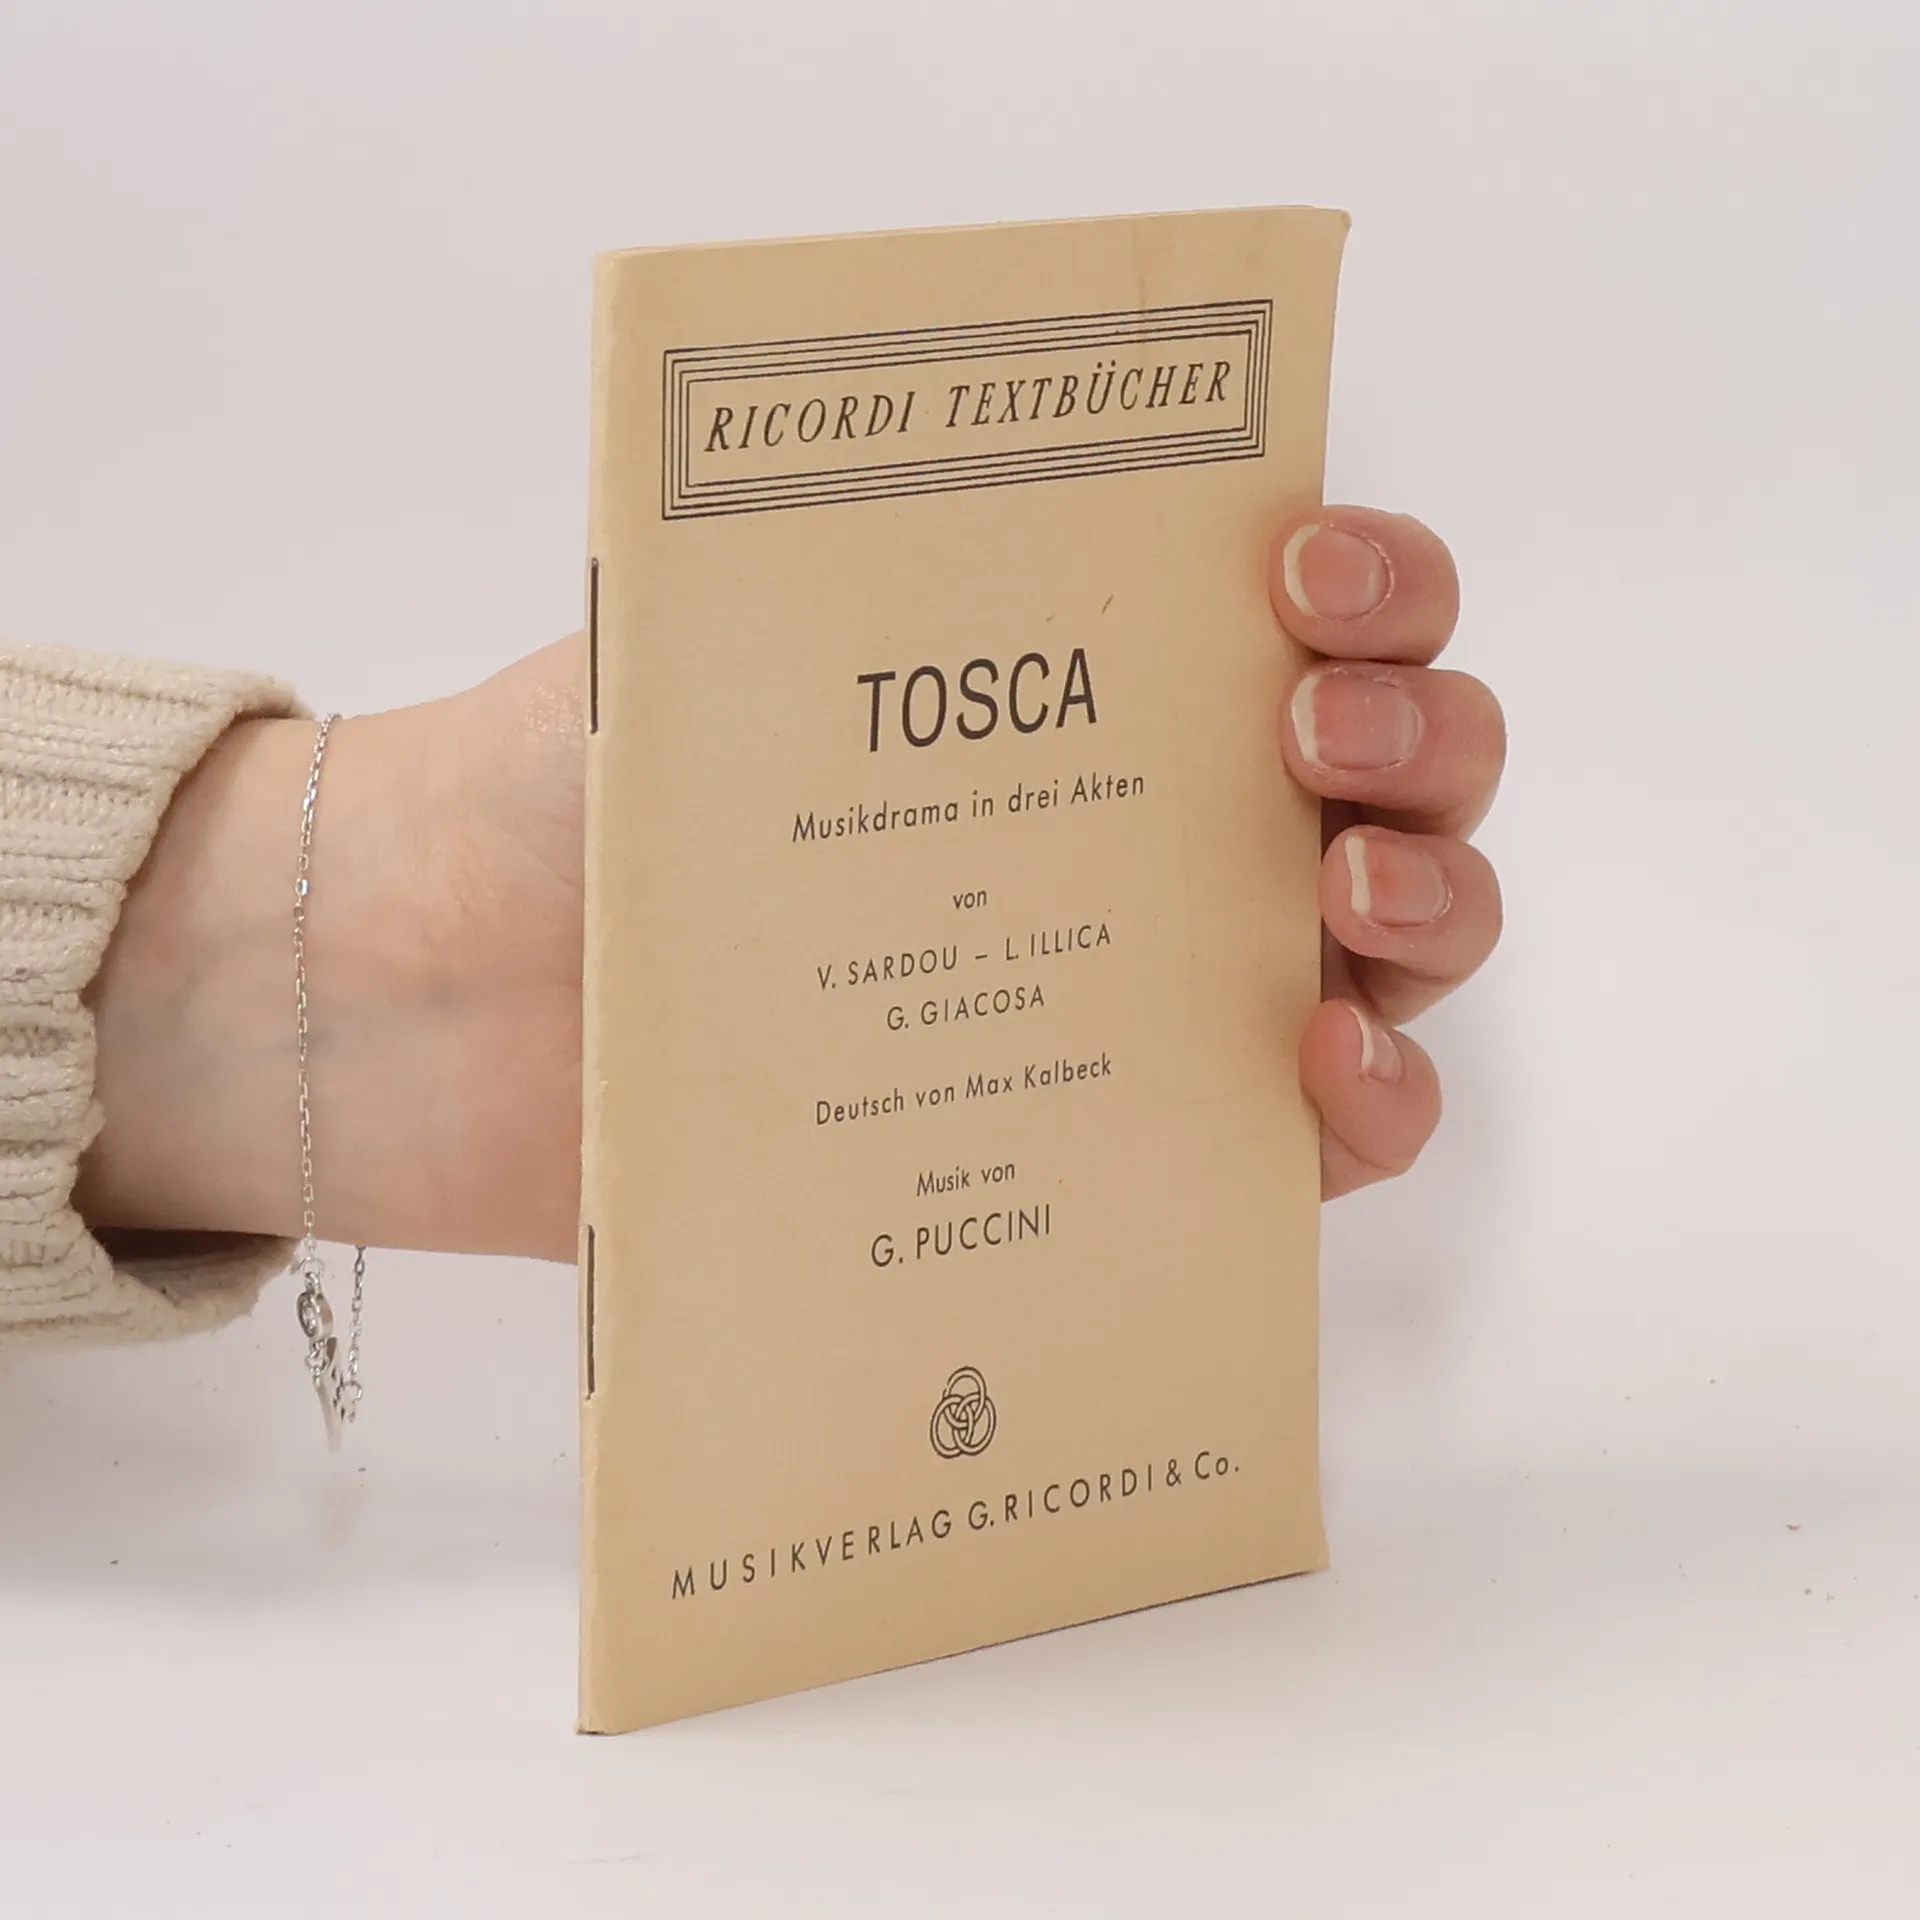 RICORDI TEXTBÜCHER
TOSCA
Musikdrama in drei Akten
von
V. SARDOU – L. ILLICA
G. GIACOSA
Deutsch von Max Kalbeck
Musik von
G. PUCCINI
MUSIKVERLAG G. RICORDI & Co.